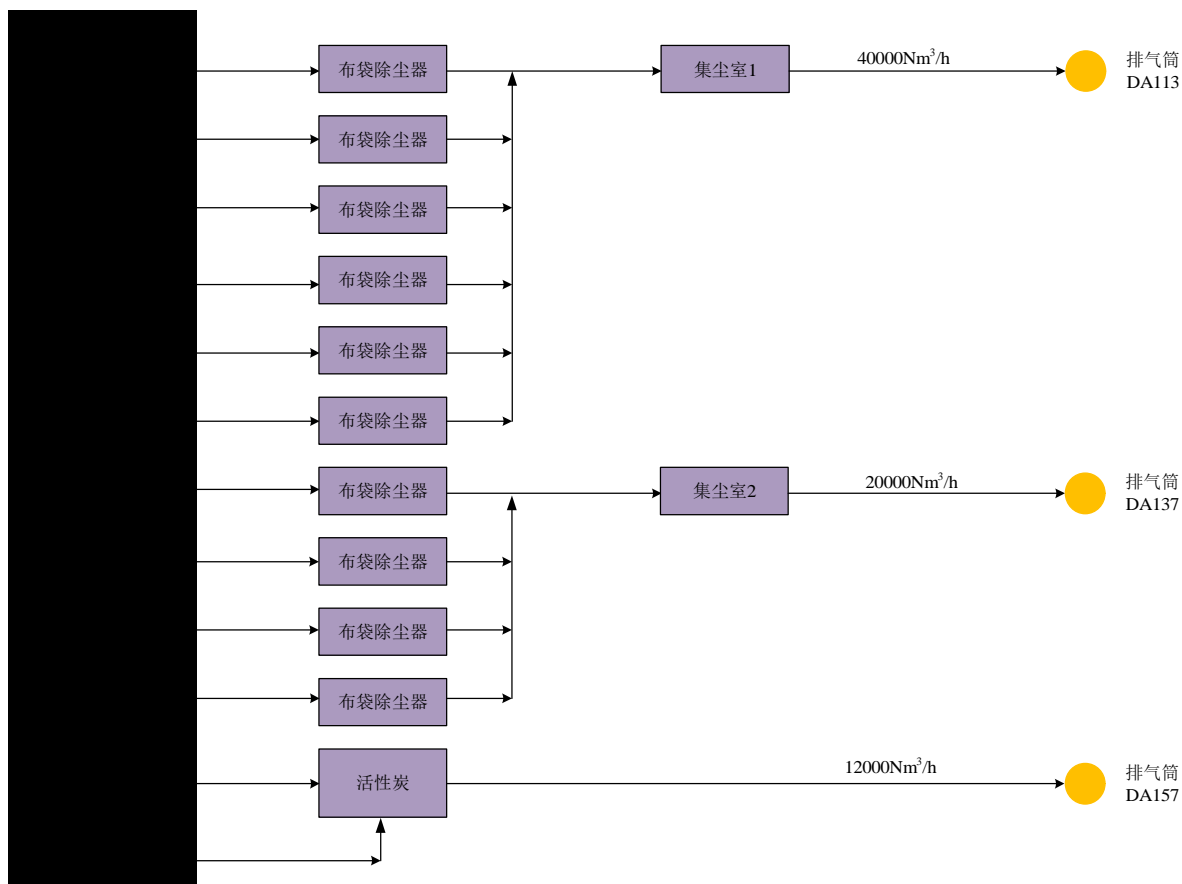 布袋除尘器
集尘室1
40000Nm³/h
排气筒
DA113
布袋除尘器
布袋除尘器
布袋除尘器
布袋除尘器
布袋除尘器
布袋除尘器
集尘室2
20000Nm³/h
排气筒
DA137
布袋除尘器
布袋除尘器
布袋除尘器
活性炭
12000Nm³/h
排气筒
DA157